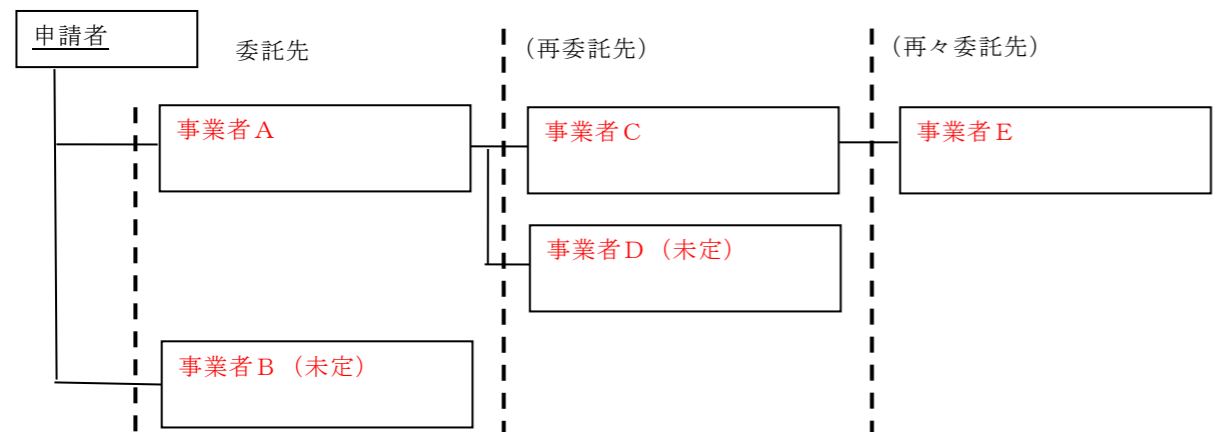 申請者
委託先
（再委託先）
（再々委託先）
事業者Ａ
事業者Ｃ
事業者Ｅ
事業者Ｄ（未定）
事業者Ｂ（未定）